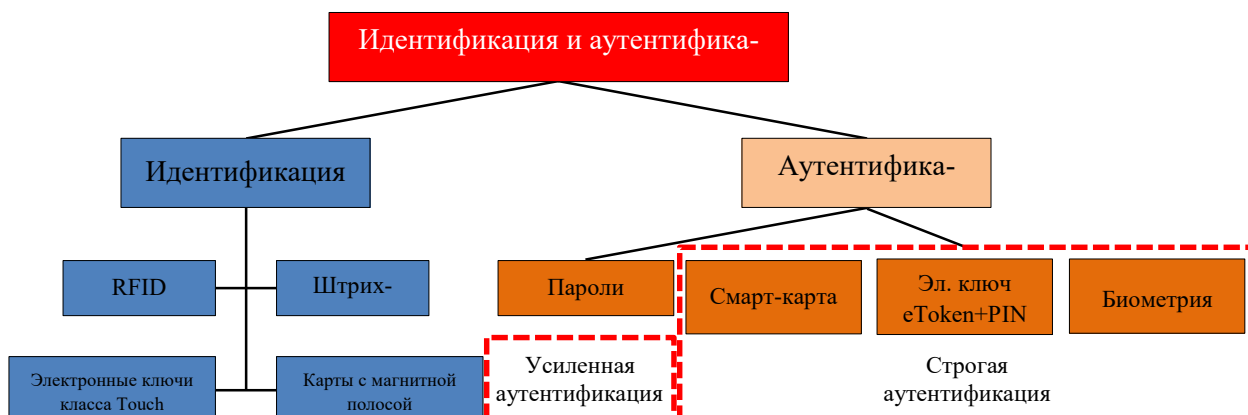 Идентификация и аутентифика-
Идентификация
Аутентифика-
RFID
Штрих-
Пароли
Смарт-карта
Эл. ключ
eToken+PIN
Биометрия
Электронные ключи
класса Touch
Карты с магнитной
полосой
Усиленная
аутентификация
Строгая
аутентификация